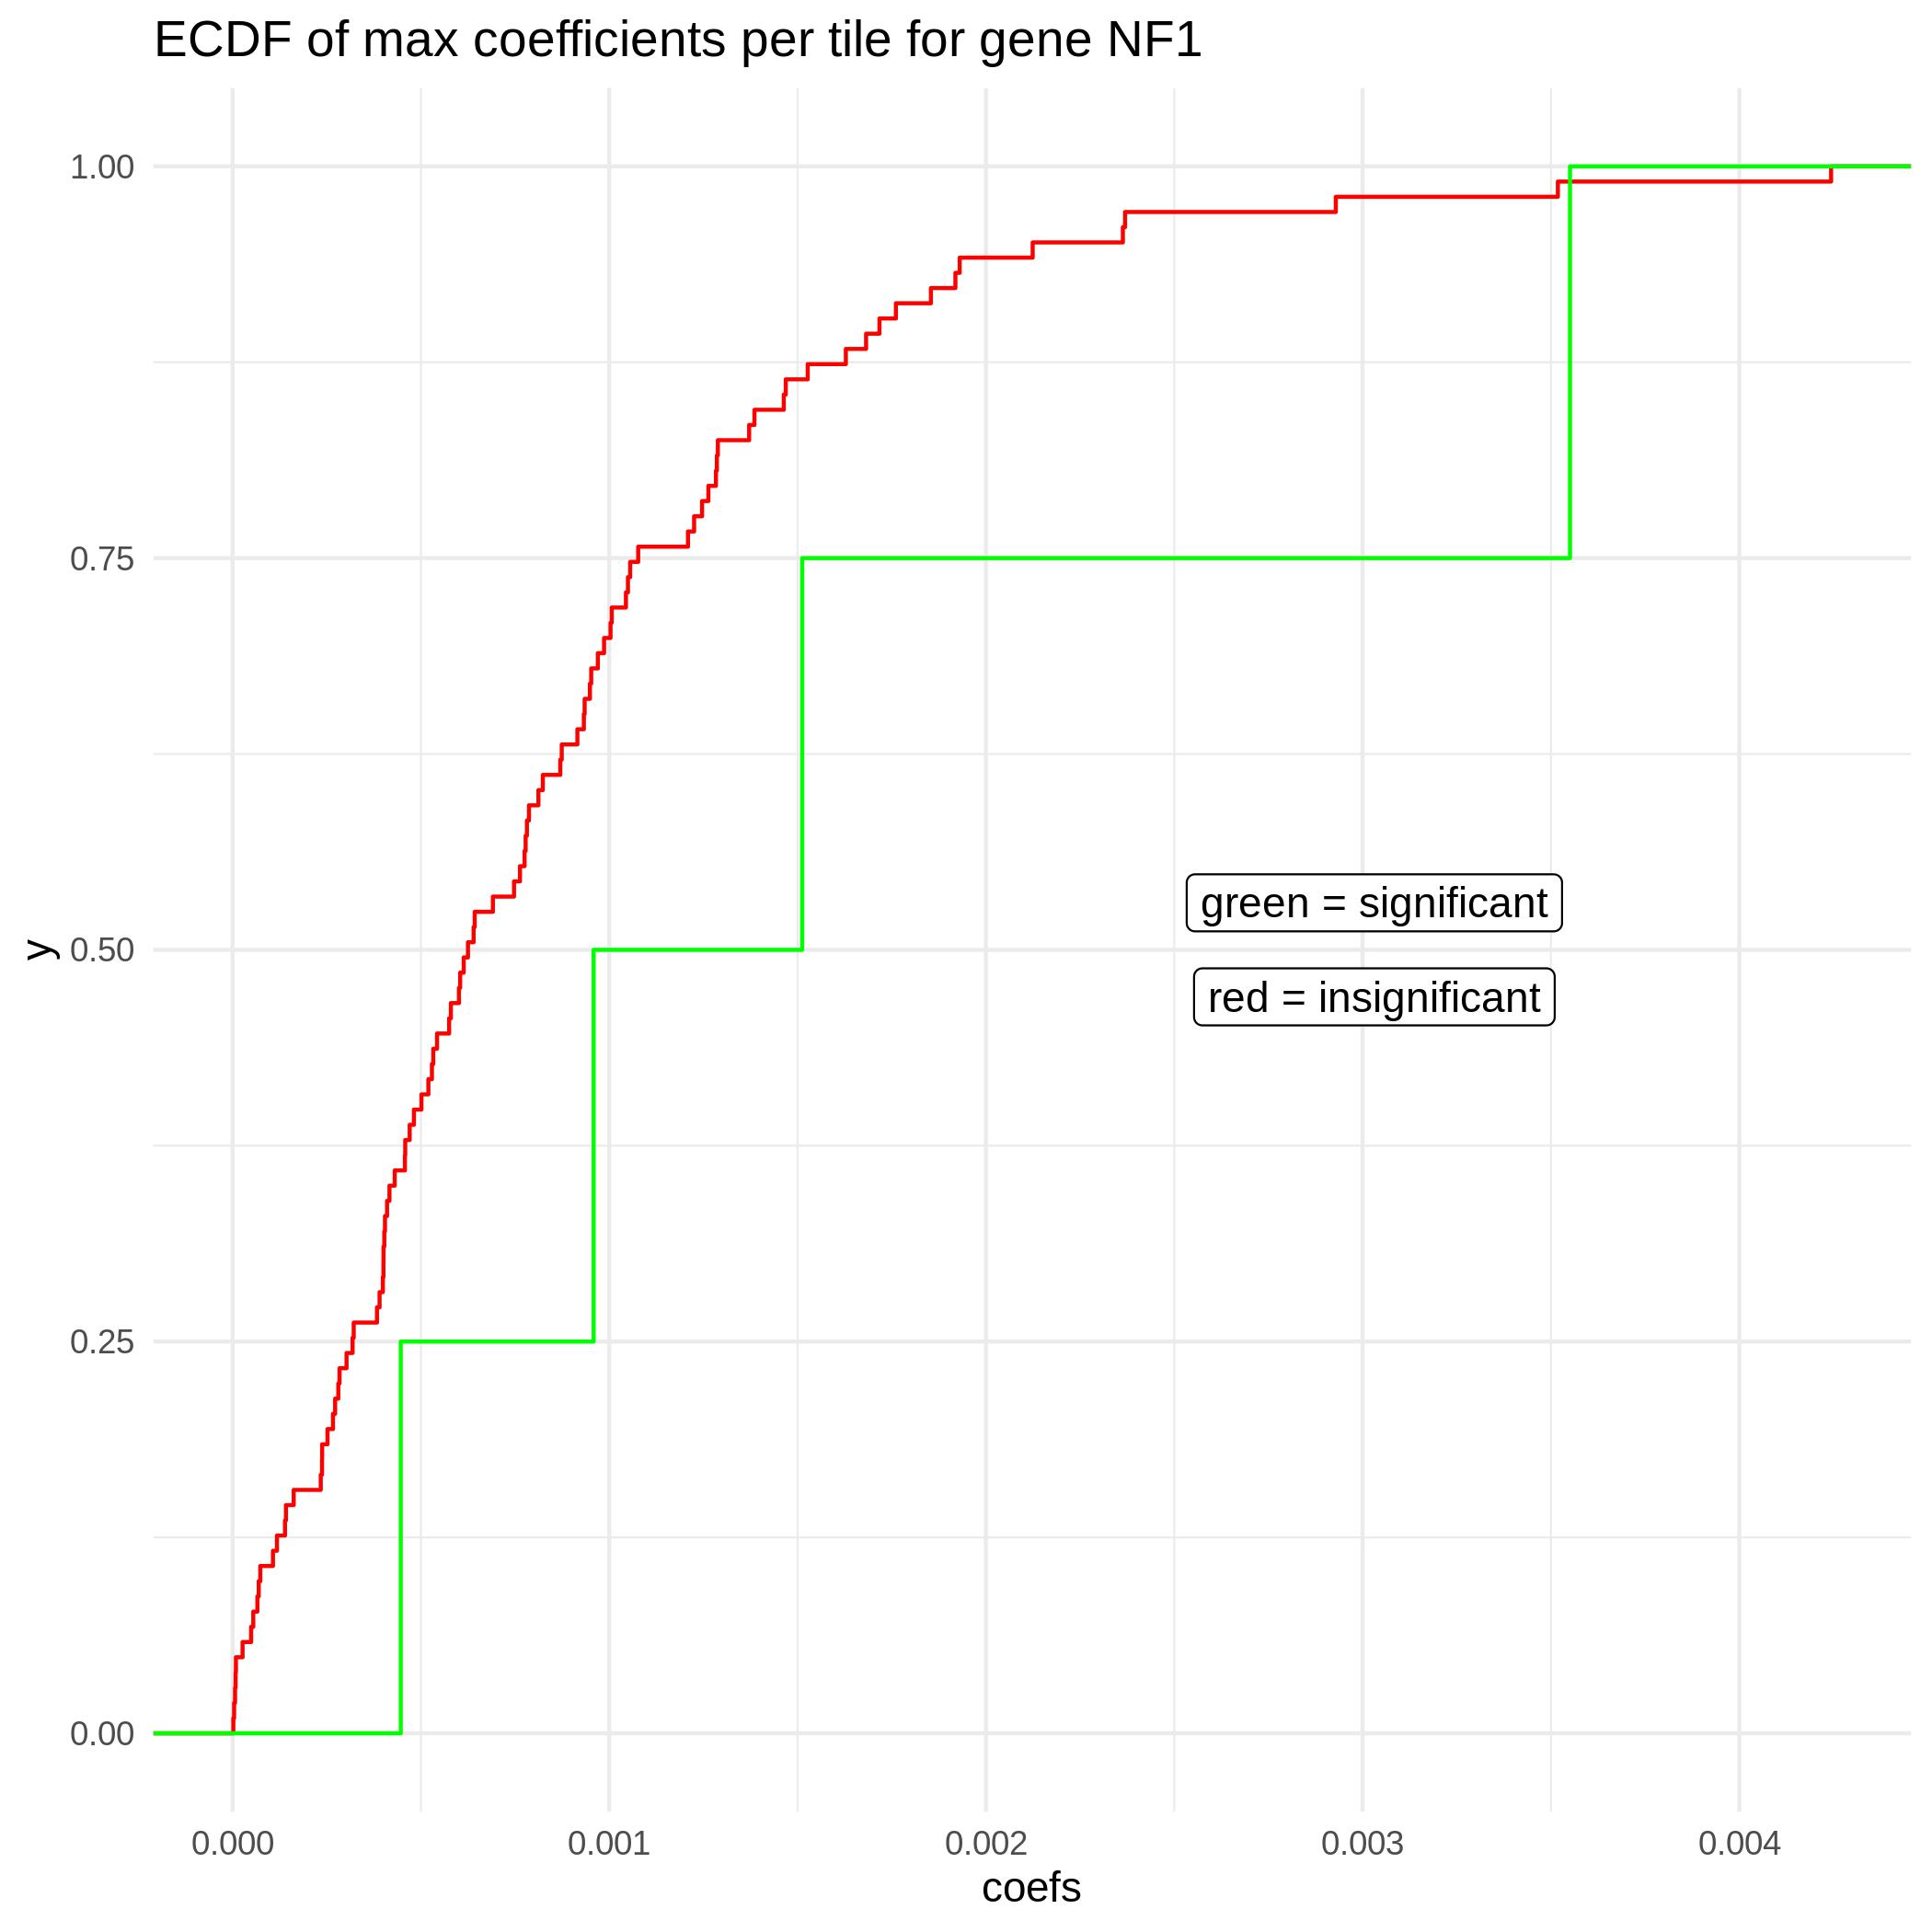 ECDF of max coefficients per tile for gene NF1
1.00
0.75
0.50
0.25
0.00
y
green = significant
red = insignificant
0.000 0.001 0.002 0.003 0.004
coefs